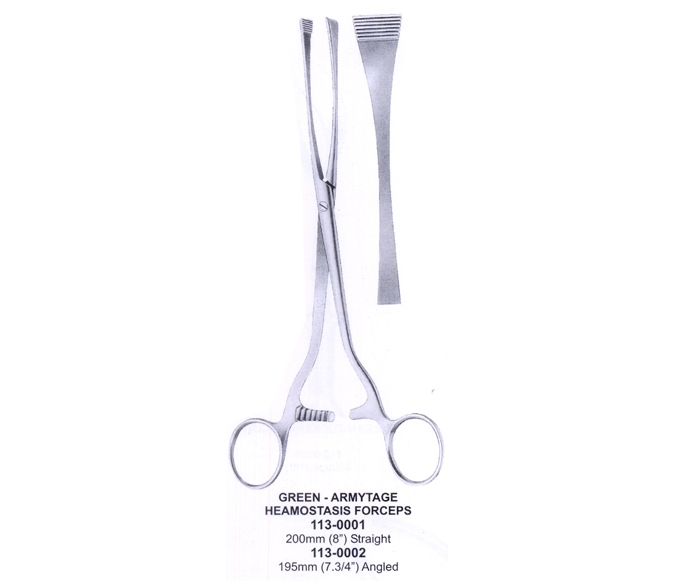 GREEN - ARMYTAGE
HEAMOSTASIS FORCEPS
113-0001
200mm (8") Straight
113-0002
195mm (7.3/4") Angled